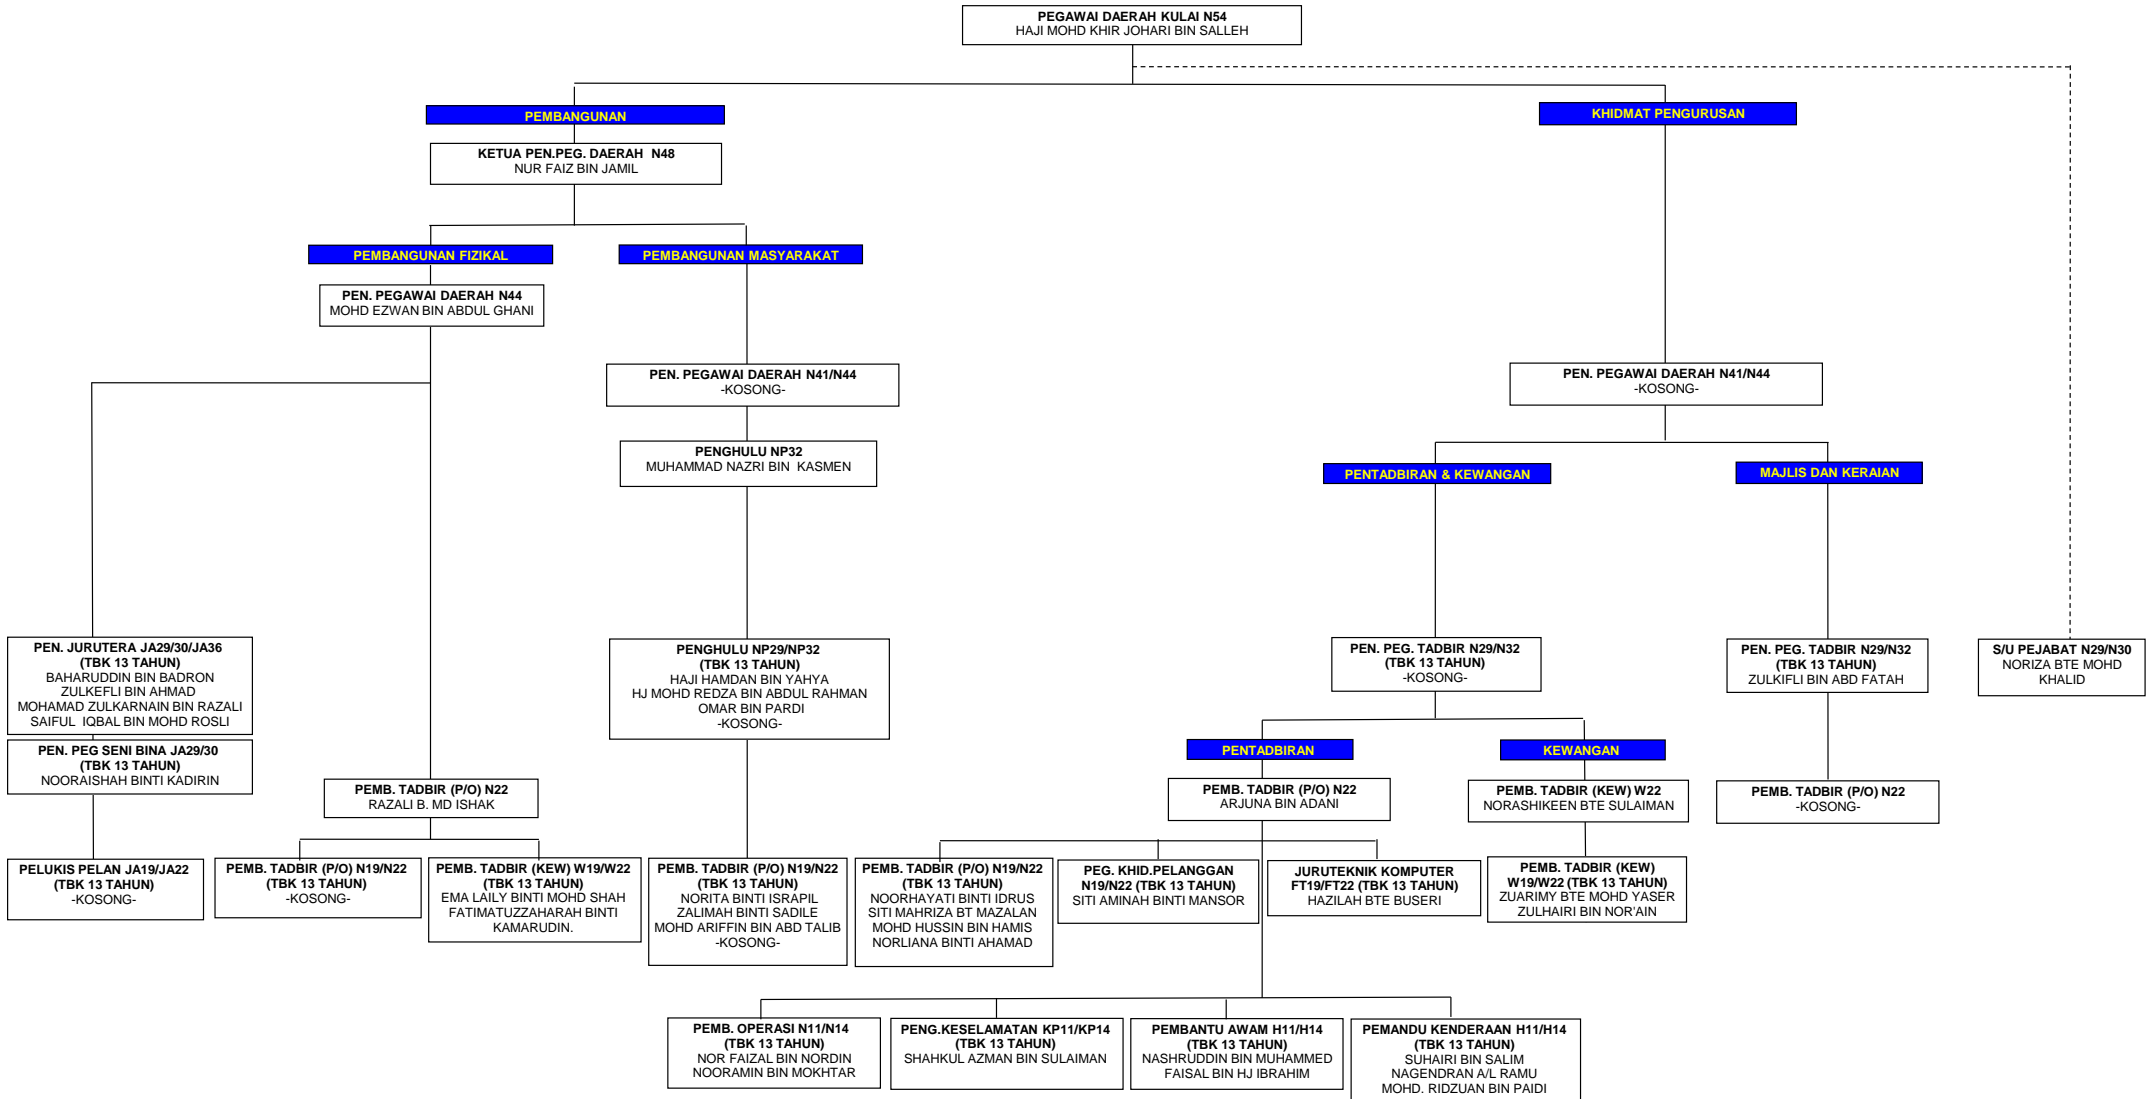 PEGAWAI DAERAH KULAI N54
HAJI MOHD KHIR JOHARI BIN SALLEH
PEMBANGUNAN
KHIDMAT PENGURUSAN
KETUA PEN.PEG. DAERAH N48
NUR FAIZ BIN JAMIL
PEMBANGUNAN FIZIKAL
PEMBANGUNAN MASYARAKAT
PEN. PEGAWAI DAERAH N44
MOHD EZWAN BIN ABDUL GHANI
PEN. PEGAWAI DAERAH N41/N44
-KOSONG-
PEN. PEGAWAI DAERAH N41/N44
-KOSONG-
PENGHULU NP32
MUHAMMAD NAZRI BIN KASMEN
PENTADBIRAN & KEWANGAN
MAJLIS DAN KERAIAN
PEN. JURUTERA JA29/30/JA36
(TBK 13 TAHUN)
BAHARUDDIN BIN BADRON
ZULKEFLI BIN AHMAD
MOHAMAD ZULKARNAIN BIN RAZALI
SAIFUL IQBAL BIN MOHD ROSLI
PENGHULU NP29/NP32
(TBK 13 TAHUN)
HAJI HAMDAN BIN YAHYA
HJ MOHD REDZA BIN ABDUL RAHMAN
OMAR BIN PARDI
-KOSONG-
PEN. PEG. TADBIR N29/N32
(TBK 13 TAHUN)
-KOSONG-
PEN. PEG. TADBIR N29/N32
(TBK 13 TAHUN)
ZULKIFLI BIN ABD FATAH
S/U PEJABAT N29/N30
NORIZA BTE MOHD
KHALID
PEN. PEG SENI BINA JA29/30
(TBK 13 TAHUN)
NOORAISHAH BINTI KADIRIN
PENTADBIRAN
KEWANGAN
PEMB. TADBIR (P/O) N22
RAZALI B. MD ISHAK
PEMB. TADBIR (P/O) N22
ARJUNA BIN ADANI
PEMB. TADBIR (KEW) W22
NORASHIKEEN BTE SULAIMAN
PEMB. TADBIR (P/O) N22
-KOSONG-
PELUKIS PELAN JA19/JA22
(TBK 13 TAHUN)
-KOSONG-
PEMB. TADBIR (P/O) N19/N22
(TBK 13 TAHUN)
-KOSONG-
PEMB. TADBIR (KEW) W19/W22
(TBK 13 TAHUN)
EMA LAILY BINTI MOHD SHAH
FATIMATUZZAHARAH BINTI
KAMARUDIN.
PEMB. TADBIR (P/O) N19/N22
(TBK 13 TAHUN)
NORITA BINTI ISRAPIL
ZALIMAH BINTI SADILE
MOHD ARIFFIN BIN ABD TALIB
-KOSONG-
PEMB. TADBIR (P/O) N19/N22
(TBK 13 TAHUN)
NOORHAYATI BINTI IDRUS
SITI MAHRIZA BT MAZALAN
MOHD HUSSIN BIN HAMIS
NORLIANA BINTI AHAMAD
PEG. KHID.PELANGGAN
N19/N22 (TBK 13 TAHUN)
SITI AMINAH BINTI MANSOR
JURUTEKNIK KOMPUTER
FT19/FT22 (TBK 13 TAHUN)
HAZILAH BTE BUSERI
PEMB. TADBIR (KEW)
W19/W22 (TBK 13 TAHUN)
ZUARIMY BTE MOHD YASER
ZULHAIRI BIN NOR'AIN
PEMB. OPERASI N11/N14
(TBK 13 TAHUN)
NOR FAIZAL BIN NORDIN
NOORAMIN BIN MOKHTAR
PENG.KESELAMATAN KP11/KP14
(TBK 13 TAHUN)
SHAHKUL AZMAN BIN SULAIMAN
PEMBANTU AWAM H11/H14
(TBK 13 TAHUN)
NASHRUDDIN BIN MUHAMMED
FAISAL BIN HJ IBRAHIM
PEMANDU KENDERAAN H11/H14
(TBK 13 TAHUN)
SUHAIRI BIN SALIM
NAGENDRAN A/L RAMU
MOHD. RIDZUAN BIN PAIDI